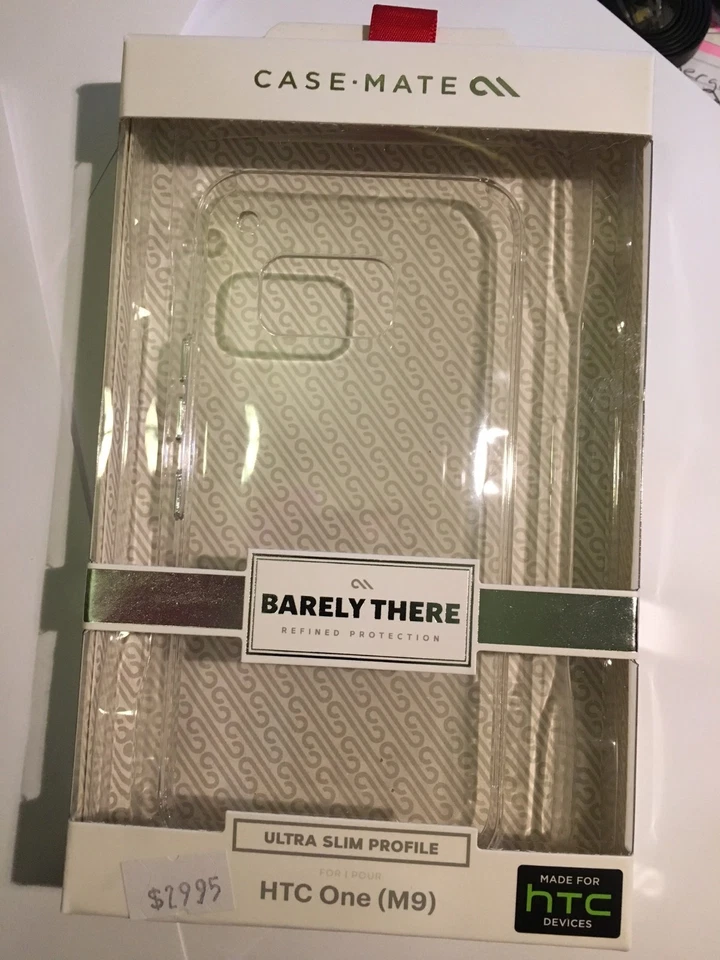 CASE·MATE
BARELY THERE
REFINED PROTECTION
ULTRA SLIM PROFILE
FOR | POUR
HTC One (M9)
$2995
MADE FOR
hTC
DEVICES